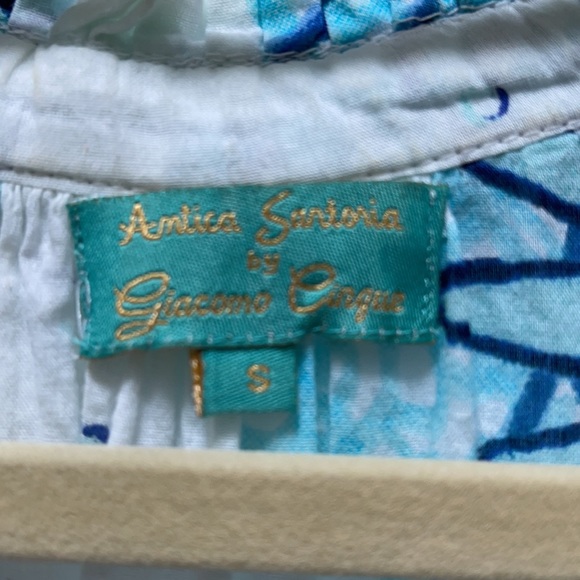 Antica Sartoria
by
Giacomo Cinque
S